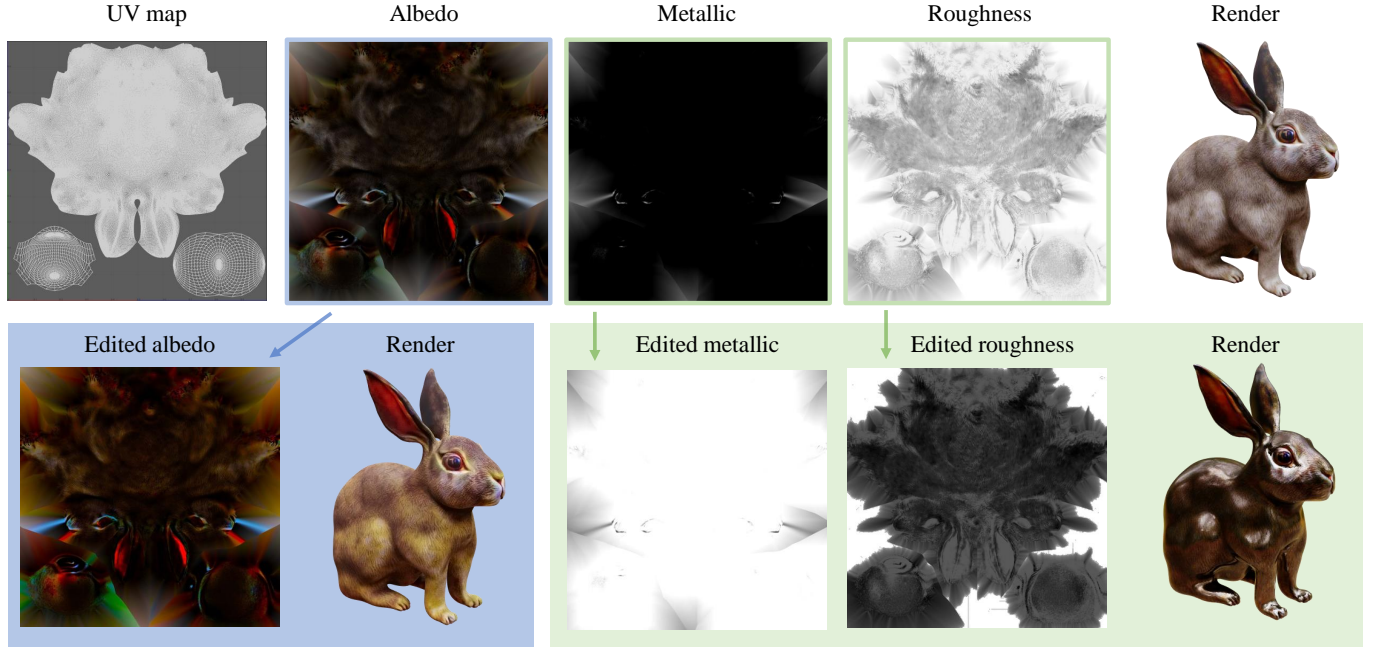 UV map
Albedo
Metallic
Roughness
Render
Edited albedo
Render
Edited metallic
Edited roughness
Render